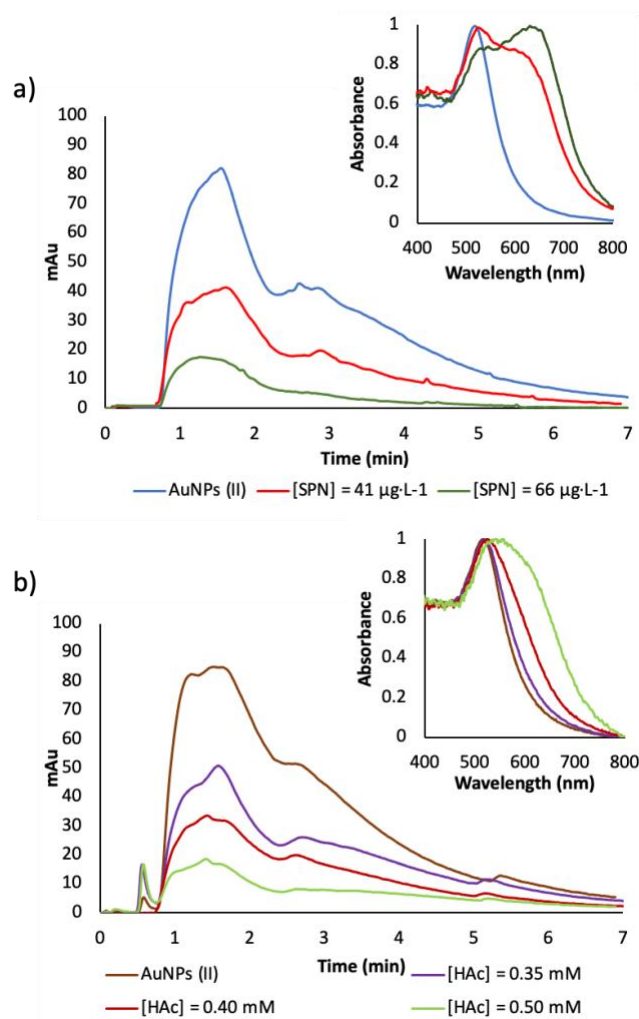 a)
100
90
80
70
60
50
40
30
20
10
0
mAu
0 1 2 3 4 5 6 7
Time (min)
1
0.8
0.6
0.4
0.2
0
Absorbance
400 500 600 700 800
Wavelength (nm)
AuNPs (II) [SPN] = 41 µg·L-1 [SPN] = 66 µg·L-1
b)
100
90
80
70
60
50
40
30
20
10
0
mAu
0 1 2 3 4 5 6 7
Time (min)
1
0.8
0.6
0.4
0.2
0
Absorbance
400 500 600 700 800
Wavelength (nm)
AuNPs (II) [HAc] = 0.35 mM
[HAc] = 0.40 mM [HAc] = 0.50 mM